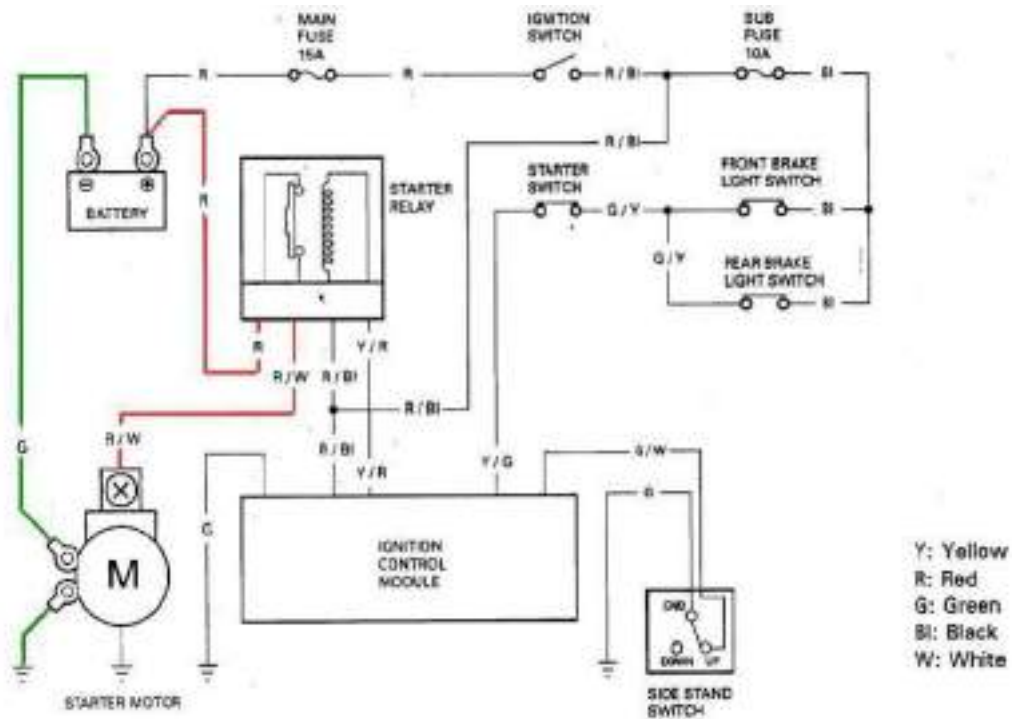 MAIN
FUSE
15A
IGNITION
SWITCH
SUB
FUSE
10A
R
R
R / Bl
Bl
R / Bl
BATTERY
R
STARTER
RELAY
STARTER
SWITCH
G / Y
FRONT BRAKE
LIGHT SWITCH
Bl
G / Y
REAR BRAKE
LIGHT SWITCH
Bl
R
R / W
R / Bl
Y / R
R / Bl
G
R / W
R / Bl
Y / R
Y / G
G / W
G
G
M
IGNITION
CONTROL
MODULE
GND
DOWN
UP
SIDE STAND
SWITCH
STARTER MOTOR
Y: Yellow
R: Red
G: Green
Bl: Black
W: White